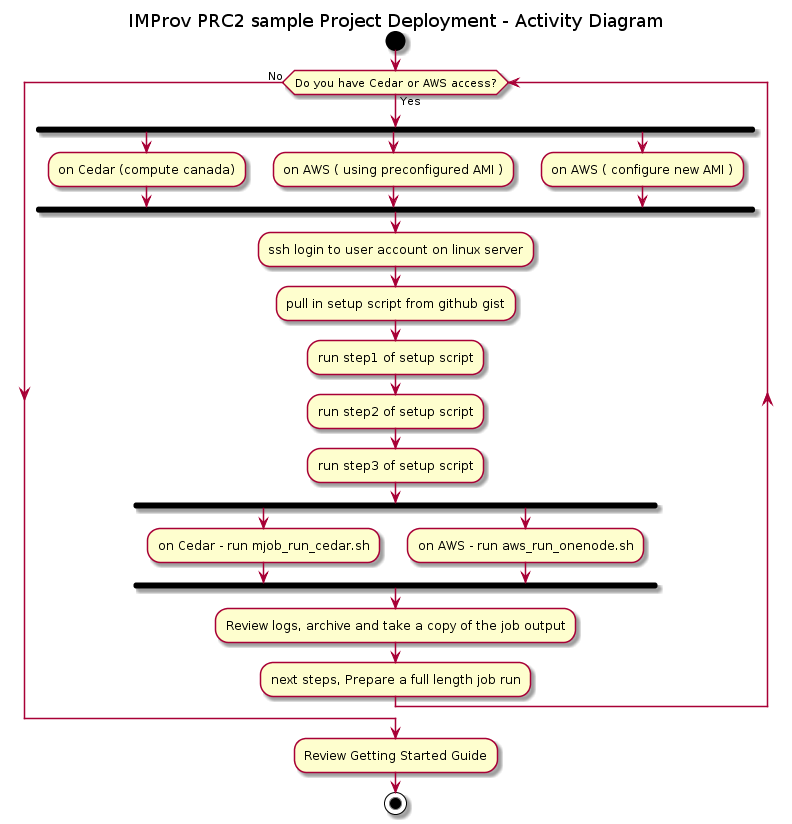 IMProv PRC2 sample Project Deployment - Activity Diagram
No
Do you have Cedar or AWS access?
Yes
on Cedar (compute canada)
on AWS ( using preconfigured AMI )
on AWS ( configure new AMI )
ssh login to user account on linux server
pull in setup script from github gist
run step1 of setup script
run step2 of setup script
run step3 of setup script
on Cedar - run mjob_run_cedar.sh
on AWS - run aws_run_onenode.sh
Review logs, archive and take a copy of the job output
next steps, Prepare a full length job run
Review Getting Started Guide